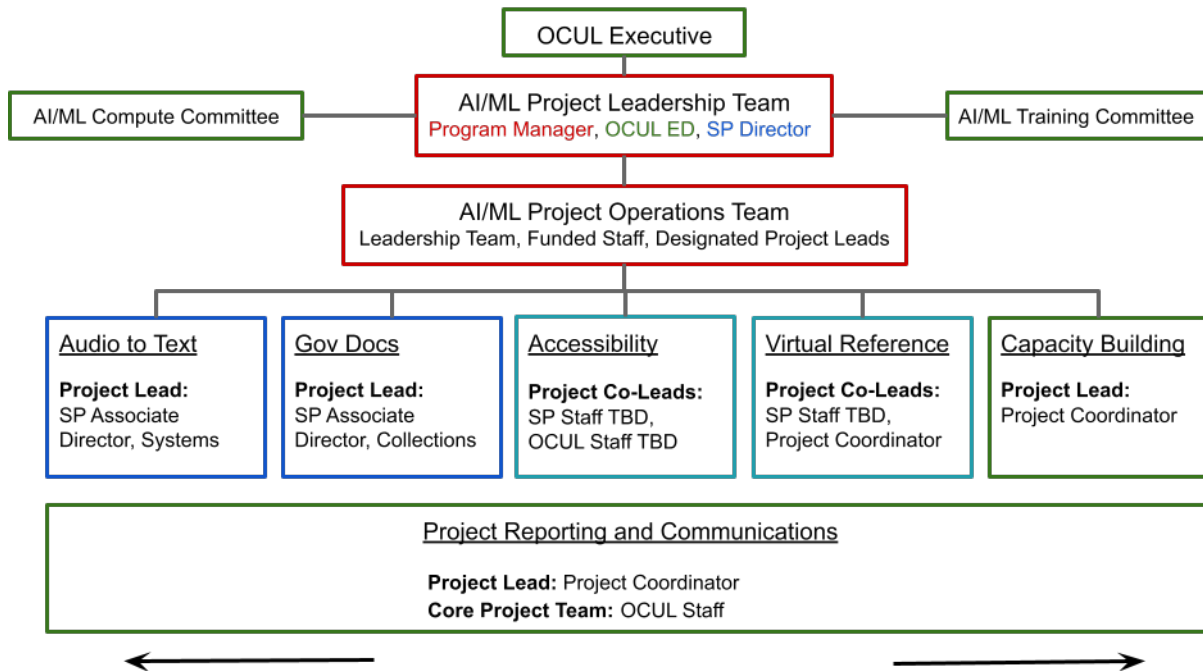 OCUL Executive
AI/ML Compute Committee
AI/ML Project Leadership Team
Program Manager, OCUL ED, SP Director
AI/ML Training Committee
AI/ML Project Operations Team
Leadership Team, Funded Staff, Designated Project Leads
Audio to Text
Project Lead:
SP Associate
Director, Systems
Gov Docs
Project Lead:
SP Associate
Director, Collections
Accessibility
Project Co-Leads:
SP Staff TBD,
OCUL Staff TBD
Virtual Reference
Project Co-Leads:
SP Staff TBD,
Project Coordinator
Capacity Building
Project Lead:
Project Coordinator
Project Reporting and Communications
Project Lead: Project Coordinator
Core Project Team: OCUL Staff